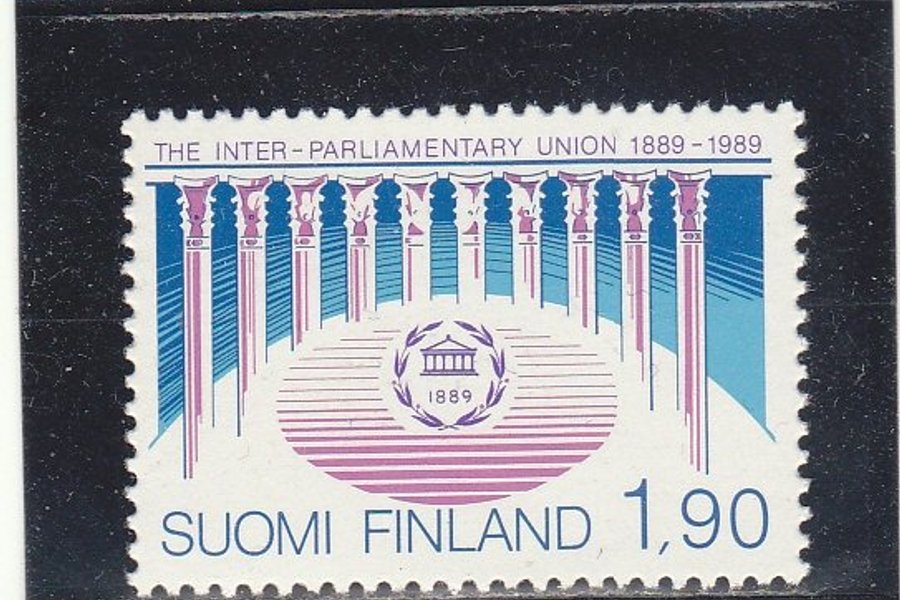 THE INTER-PARLIAMENTARY UNION 1889-1989
1889
SUOMI FINLAND 1,90